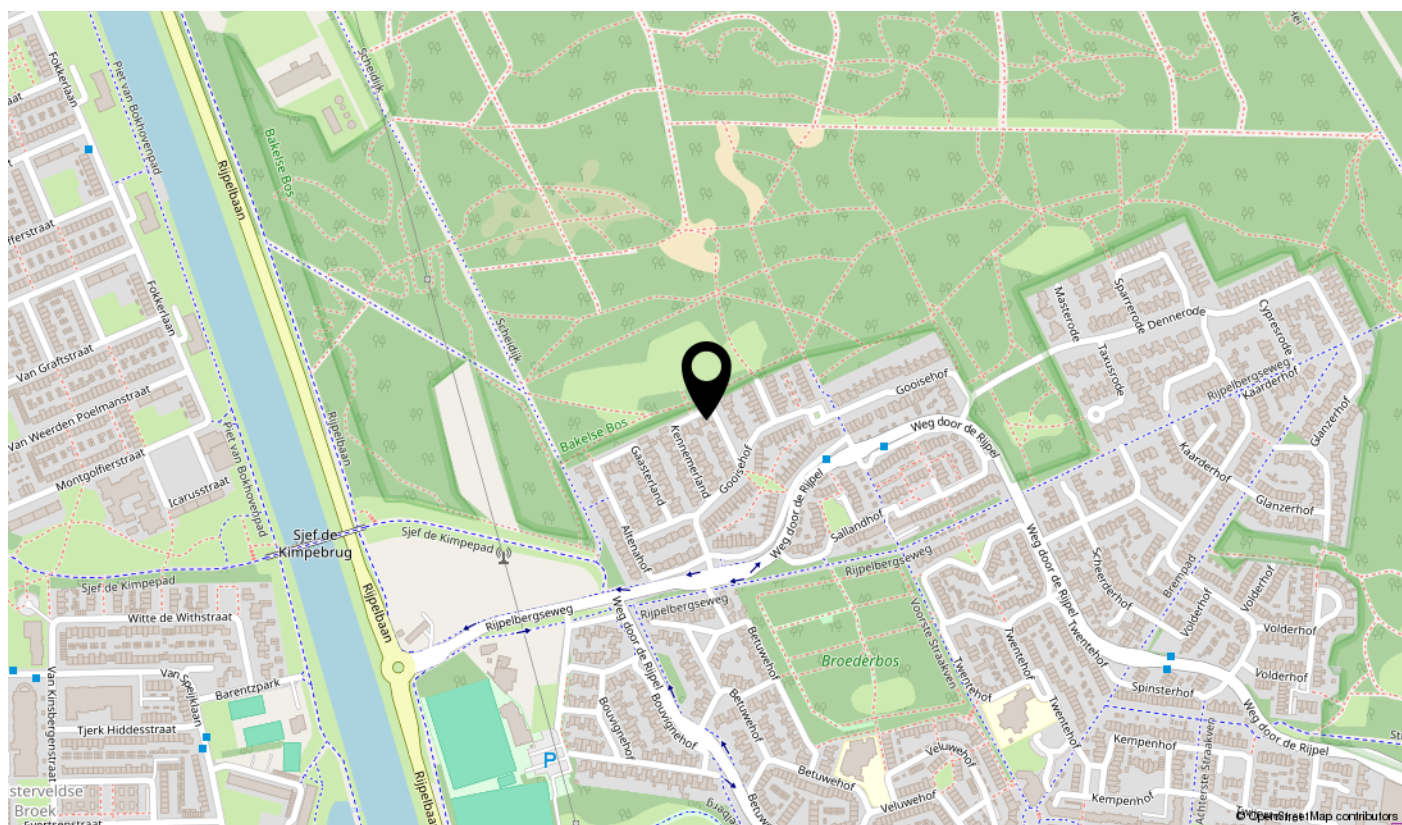 Fokkerlaan
Piet van Bokhovenpad
Scheidijk
Bakelse Bos
Rijpelbaan
Fokkerlaan
Van Graftstraat
Van Weerden Poelmanstraat
Montgolfierstraat
Icarusstraat
Piet van Bokhovenpad
Rijpelbaan
Scheidijk
Sparrerode
Masterode
Dennerode
Cypresrode
Taxusrode
Rijpelbergseweg
Kaarderhof
Glanzerhof
Gooisehof
Bakelse Bos
Weg door de Rijpel
Kennemerland
Gaasterland
Gooisehof
Kaarderhof
Glanzerhof
Weg door de Rijpel
Altenahof
Sallandhof
Sjef de
Kimpebrug
Sjef de Kimpepad
Rijpelbergseweg
Weg door de Rijpel
Scheerderhof
Brempad
Sjef de Kimpepad
Witte de Withstraat
Rijpelbaan
Rijpelbergseweg
Rijpelbergseweg
Weg door de Rijpel
Betuwehof
Voorste Straakven
Twentehof
Twentehof
Volderhof
Volderhof
Volderhof
Volderhof
Broederbos
Van Speijklaan
Barentzpark
Van Kinsbergenstraat
Tjerk Hiddesstraat
Bouvignehof
Bouvignehof
Betuwehof
Twentehof
Spinsterhof
Weg door de Rijpel
Kempenhof
Veluwehof
P
Betuwehof
Veluwehof
Kempenhof
Achterste Straakven
Rijpelbaan
sterveldse
Broek
© OpenStreetMap contributors